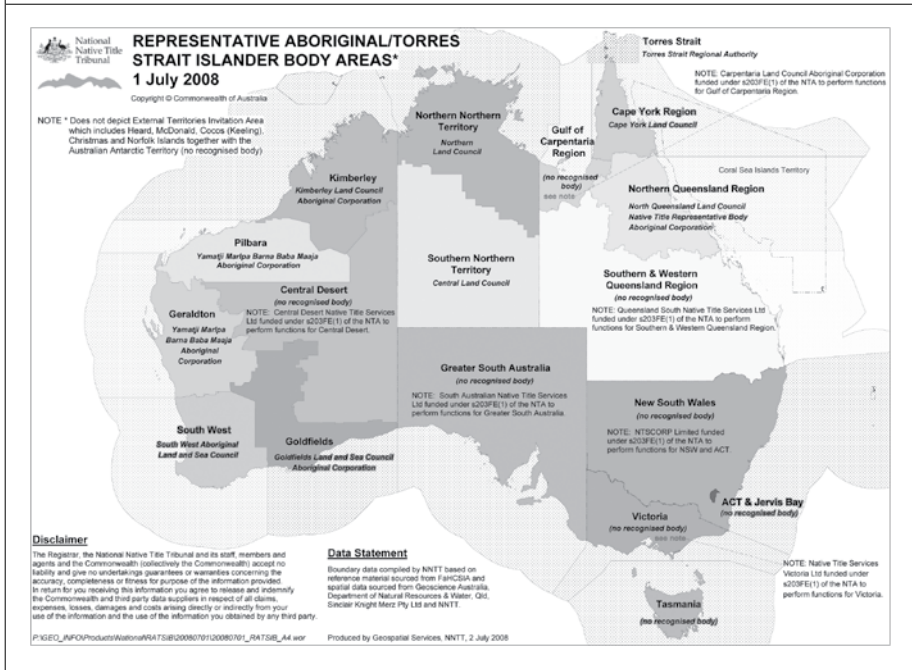 National
Native Title
Tribunal
REPRESENTATIVE ABORIGINAL/TORRES
STRAIT ISLANDER BODY AREAS*
1 July 2008
Copyright © Commonwealth of Australia
NOTE * Does not depict External Territories Invitation Area
which includes Heard, McDonald, Cocos (Keeling),
Christmas and Norfolk Islands together with the
Australian Antarctic Territory (no recognised body)
Torres Strait
Torres Strait Regional Authority
NOTE: Carpentaria Land Council Aboriginal Corporation
funded under s203FE(1) of the NTA to perform functions
for Gulf of Carpentaria Region.
Cape York Region
Cape York Land Council
Northern Northern
Territory
Northern
Land Council
Gulf of
Carpentaria
Region
(no recognised
body)
see note
Coral Sea Islands Territory
Kimberley
Kimberley Land Council
Aboriginal Corporation
Northern Queensland Region
North Queensland Land Council
Native Title Representative Body
Aboriginal Corporation
Pilbara
Yamatji Marlpa Barna Baba Maaja
Aboriginal Corporation
Southern Northern
Territory
Central Land Council
Southern & Western
Queensland Region
(no recognised body)
NOTE: Queensland South Native Title Services Ltd
funded under s203FE(1) of the NTA to perform
functions for Southern & Western Queensland Region.
Central Desert
(no recognised body)
NOTE: Central Desert Native Title Services
Ltd funded under s203FE(1) of the NTA to
perform functions for Central Desert.
Geraldton
Yamatji Marlpa
Barna Baba Maaja
Aboriginal
Corporation
Greater South Australia
(no recognised body)
NOTE: South Australian Native Title Services
Ltd funded under s203FE(1) of the NTA to
perform functions for Greater South Australia.
New South Wales
(no recognised body)
NOTE: NTSCORP Limited funded
under s203FE(1) of the NTA to
perform functions for NSW and ACT.
South West
South West Aboriginal
Land and Sea Council
Goldfields
Goldfields Land and Sea Council
Aboriginal Corporation
ACT & Jervis Bay
(no recognised body)
Victoria
(no recognised body)
see note
NOTE: Native Title Services
Victoria Ltd funded under
s203FE(1) of the NTA to
perform functions for Victoria.
Tasmania
(no recognised body)
Disclaimer
The Registrar, the National Native Title Tribunal and its staff, members and
agents and the Commonwealth (collectively the Commonwealth) accept no
liability and give no undertakings guarantees or warranties concerning the
accuracy, completeness or fitness for purpose of the information provided.
In return for you receiving this information you agree to release and indemnify
the Commonwealth and third party data suppliers in respect of all claims,
expenses, losses, damages and costs arising directly or indirectly from your
use of the information and the use of the information you obtained by any third party.
P:\GEO_INFO\Products\National\RATSIB\20080701\20080701_RATSIB_A4.wor
Data Statement
Boundary data compiled by NNTT based on
reference material sourced from FaHCSIA and
spatial data sourced from Geoscience Australia,
Department of Natural Resources & Water, Qld,
Sinclair Knight Merz Pty Ltd and NNTT.
Produced by Geospatial Services, NNTT, 2 July 2008